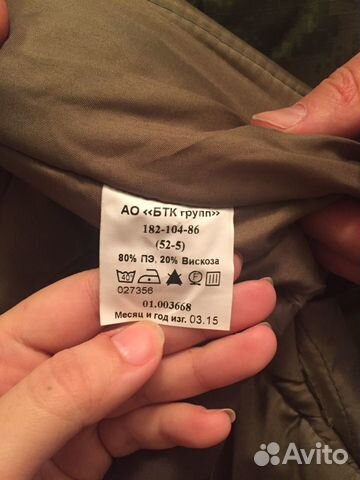 АО «БТК групп»
182-104-86
(52-5)
80% ПЭ. 20% Вискоза
40
027356
01.003668
Месяц и год изг. 03.15
Avito